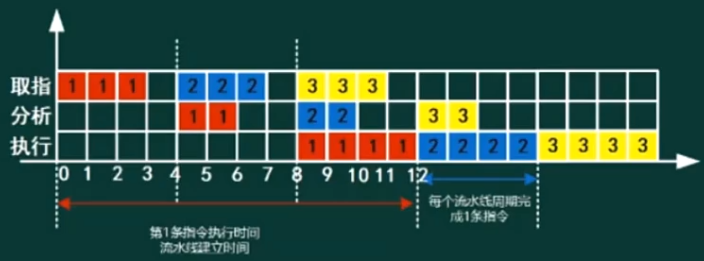 取指 1 1 1 2 2 2 3 3 3
分析 1 1 2 2 3 3
执行 1 1 1 1 2 2 2 2 3 3 3 3
0 1 2 3 4 5 6 7 8 9 10 11 12
每个流水线周期完
成1条指令
第1条指令执行时间
流水线建立时间